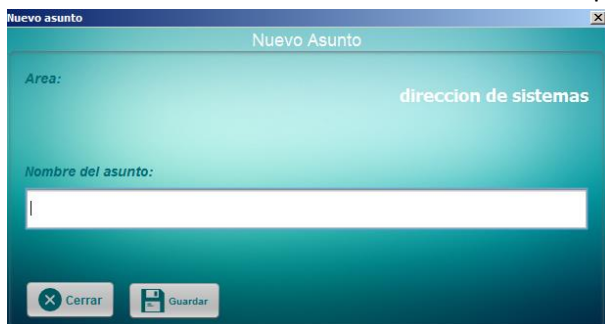 Nuevo asunto
Nuevo Asunto
Area:
direccion de sistemas
Nombre del asunto:
Cerrar
Guardar